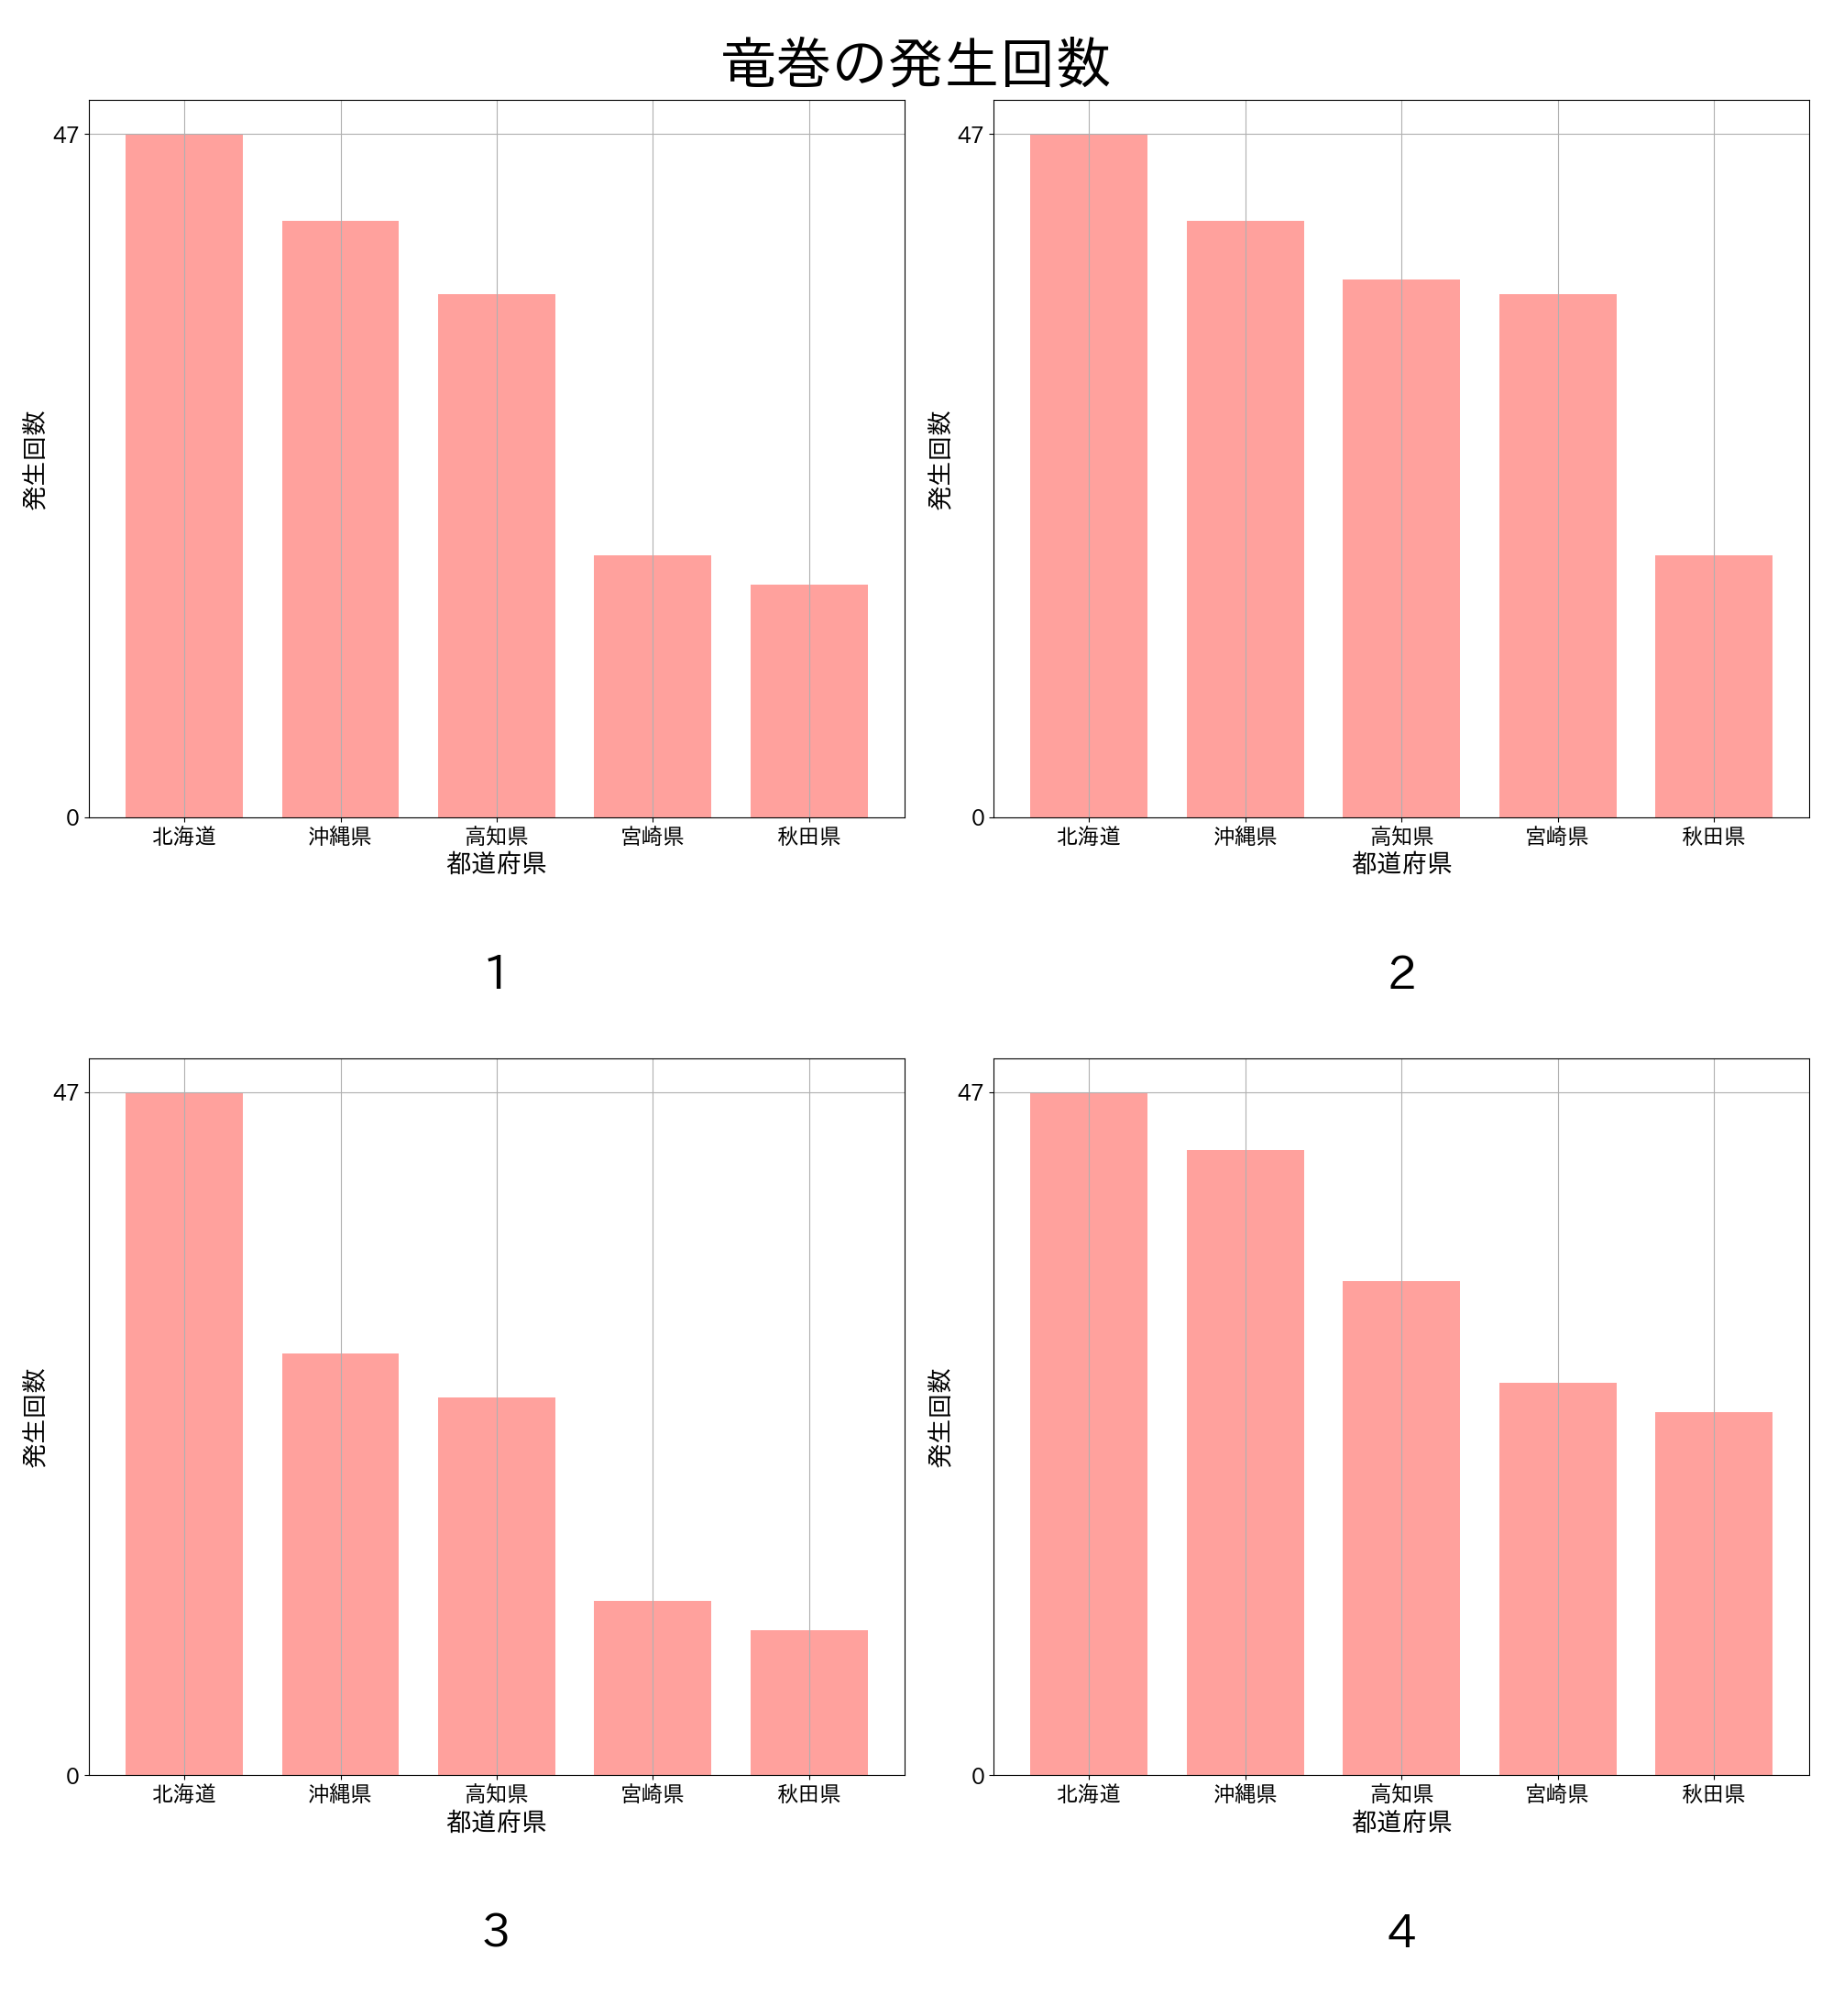 竜巻の発生回数
47
0
発生回数
北海道 沖縄県 高知県 宮崎県 秋田県
都道府県
1
47
0
発生回数
北海道 沖縄県 高知県 宮崎県 秋田県
都道府県
2
47
0
発生回数
北海道 沖縄県 高知県 宮崎県 秋田県
都道府県
3
47
0
発生回数
北海道 沖縄県 高知県 宮崎県 秋田県
都道府県
4